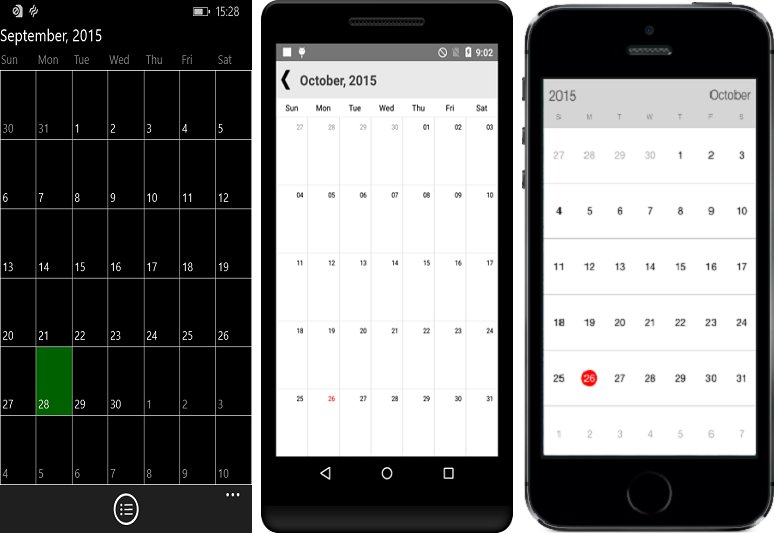 15:28
September, 2015
Sun Mon Tue Wed Thu Fri Sat
30 31 1 2 3 4 5
6 7 8 9 10 11 12
13 14 15 16 17 18 19
20 21 22 23 24 25 26
27 28 29 30 1 2 3
4 5 6 7 8 9 10
9:02
October, 2015
Sun Mon Tue Wed Thu Fri Sat
27 28 29 30 01 02 03
04 05 06 07 08 09 10
11 12 13 14 15 16 17
18 19 20 21 22 23 24
25 26 27 28 29 30 31
2015 October
S M T W T F S
27 28 29 30 1 2 3
4 5 6 7 8 9 10
11 12 13 14 15 16 17
18 19 20 21 22 23 24
25 26 27 28 29 30 31
1 2 3 4 5 6 7